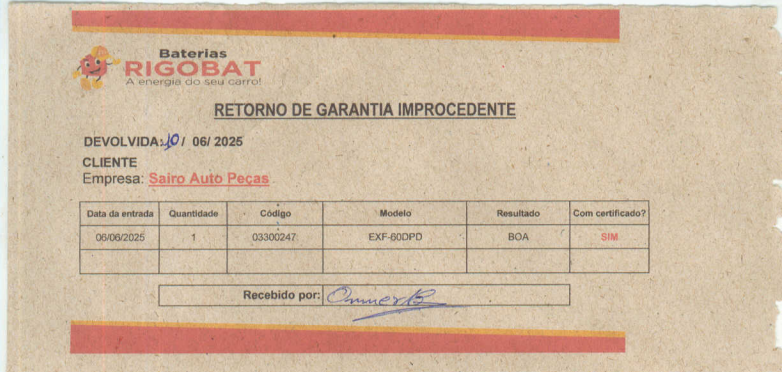 Baterias
RIGOBAT
A energia do seu carro!
RETORNO DE GARANTIA IMPROCEDENTE
DEVOLVIDA: 10 / 06/ 2025
CLIENTE
Empresa: Sairo Auto Peças
Data da entrada Quantidade Código Modelo Resultado Com certificado?
06/06/2025 1 03300247 EXF-60DPD BOA SIM
Recebido por: